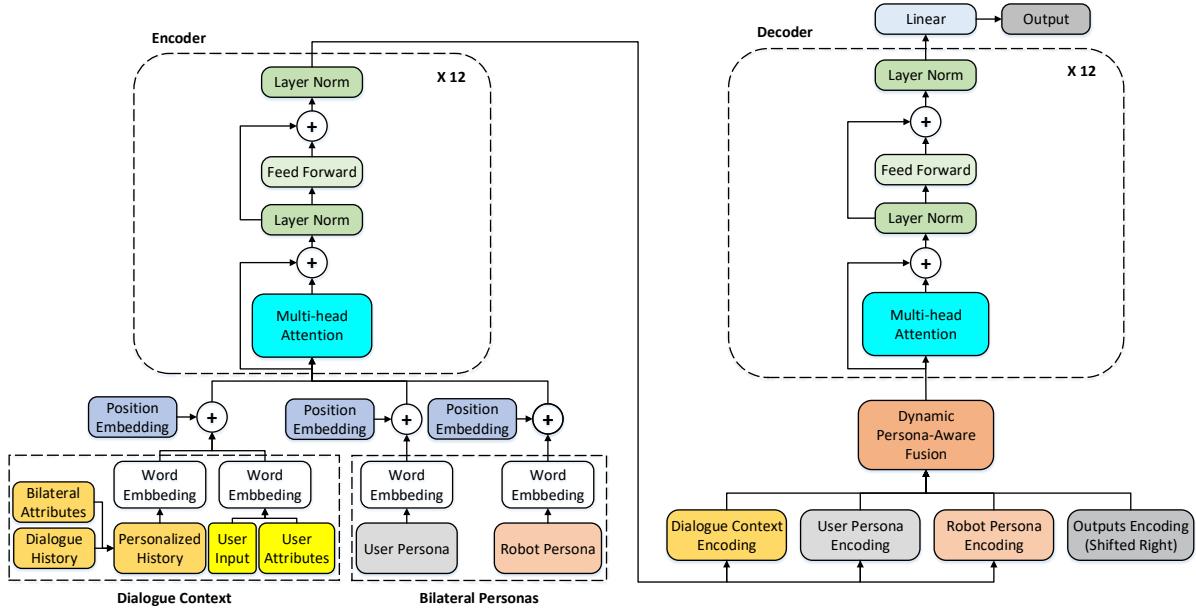 Encoder
X 12
Layer Norm
+
Feed Forward
Layer Norm
+
Multi-head
Attention
Position
Embedding
+
Position
Embedding
+
Position
Embedding
+
Word
Embbeding
Word
Embbeding
Word
Embbeding
Word
Embbeding
Bilateral
Attributes
Dialogue
History
Personalized
History
User
Input
User
Attributes
User Persona
Robot Persona
Dialogue Context
Bilateral Personas
Linear
Output
Decoder
X 12
Layer Norm
+
Feed Forward
Layer Norm
+
Multi-head
Attention
Dynamic
Persona-Aware
Fusion
Dialogue Context
Encoding
User Persona
Encoding
Robot Persona
Encoding
Outputs Encoding
(Shifted Right)